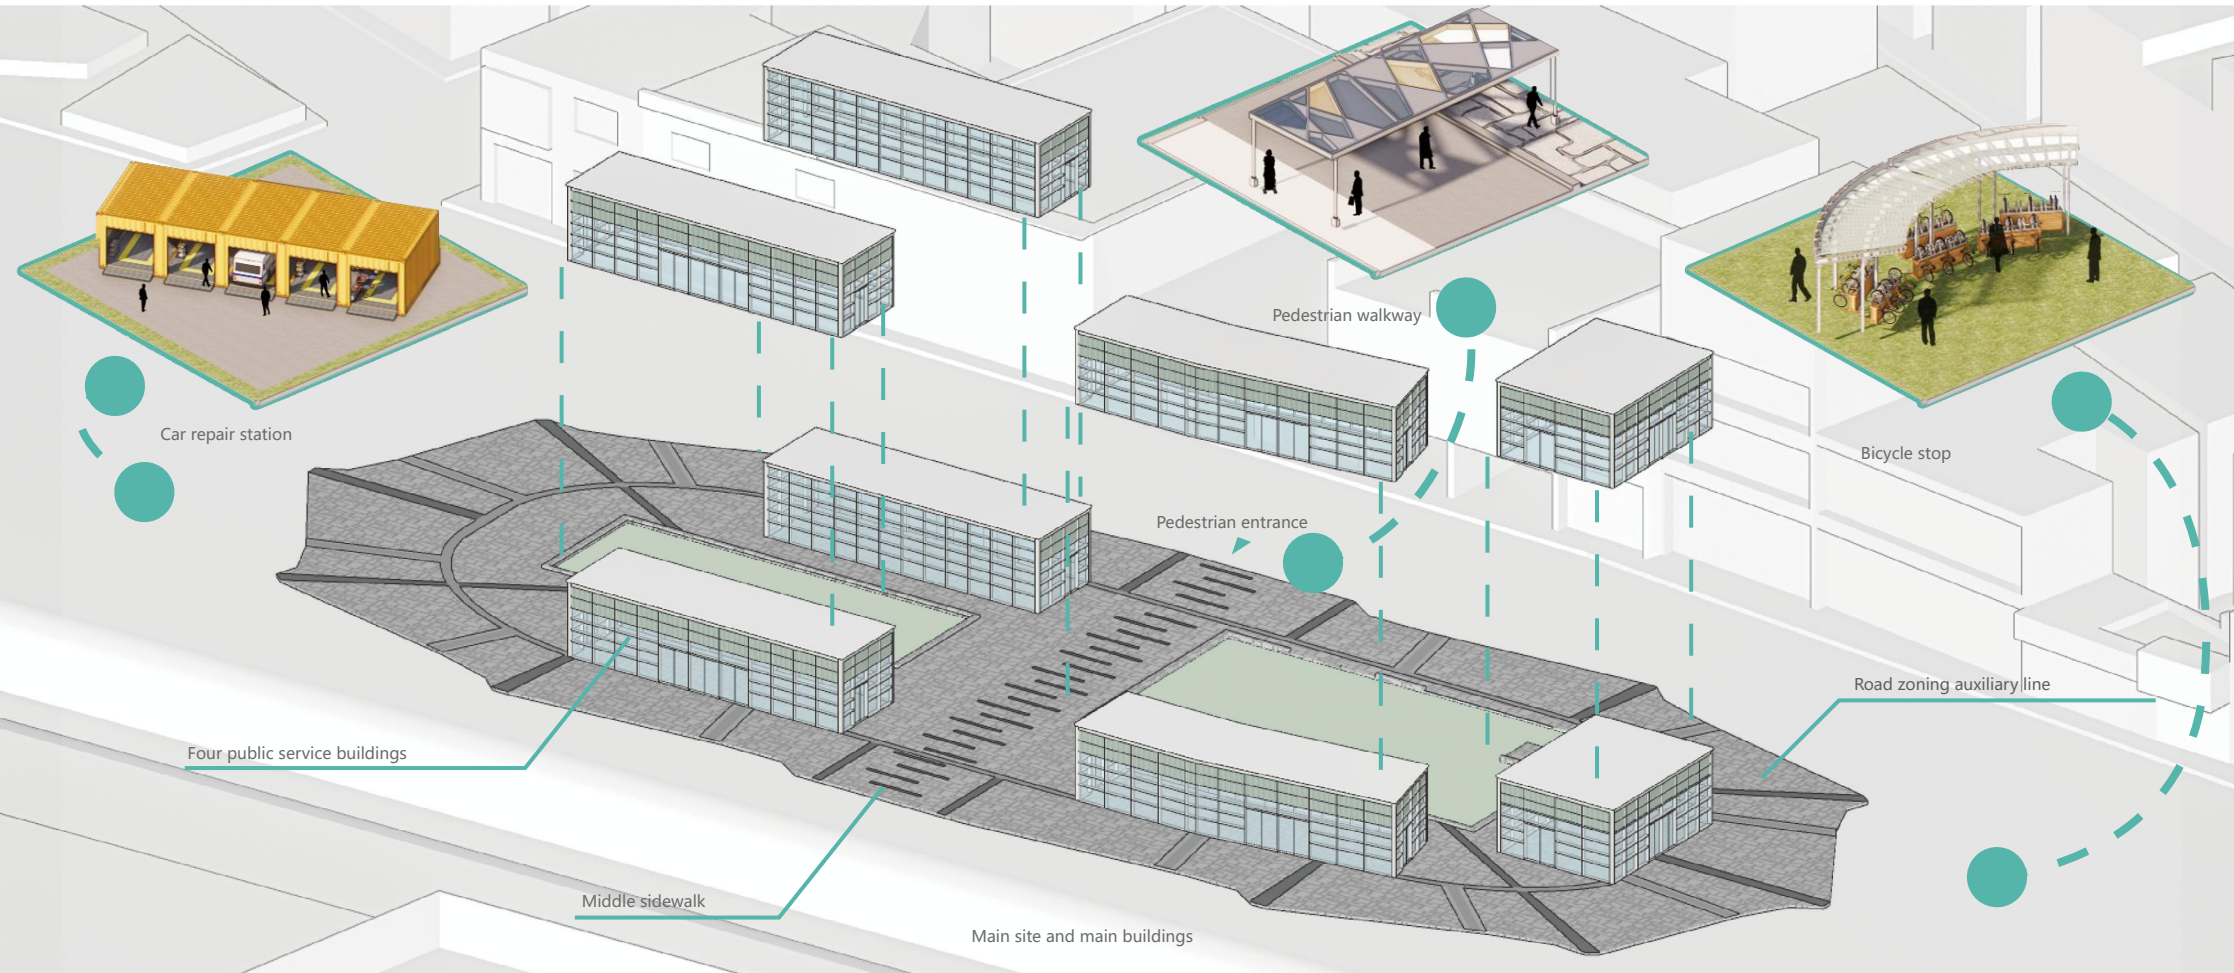 Pedestrian walkway
Car repair station
Bicycle stop
Pedestrian entrance
Road zoning auxiliary line
Four public service buildings
Middle sidewalk
Main site and main buildings